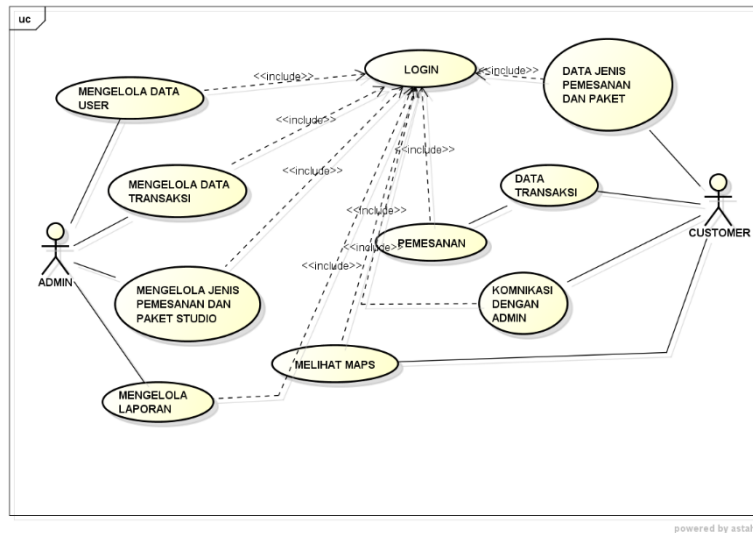 uc
LOGIN
<<include>>
<<include>>
DATA JENIS
PEMESANAN
DAN PAKET
MENGELOLA DATA
USER
<<include>>
<<include>>
<<include>>
MENGELOLA DATA
TRANSAKSI
DATA
TRANSAKSI
<<include>>
<<include>>
<<include>>
PEMESANAN
CUSTOMER
ADMIN
MENGELOLA JENIS
PEMESANAN DAN
PAKET STUDIO
KOMNIKASI
DENGAN
ADMIN
MELIHAT MAPS
MENGELOLA
LAPORAN
powered by astah